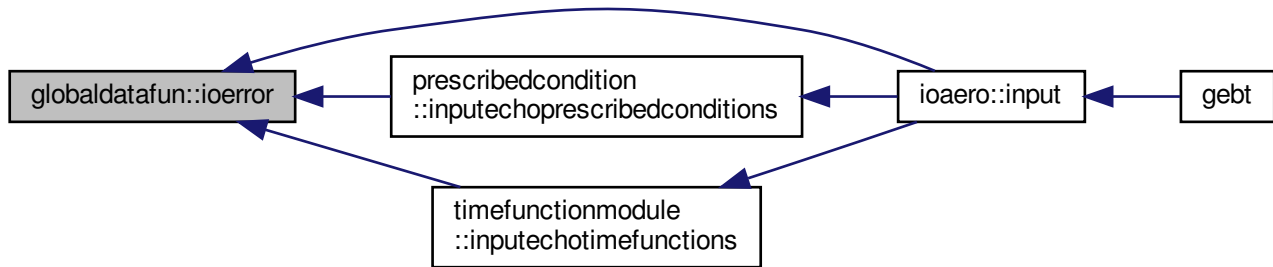 globaldatafun::ioerror
prescribedcondition
::inputechoprescribedconditions
ioaero::input
gebt
timefunctionmodule
::inputechotimefunctions